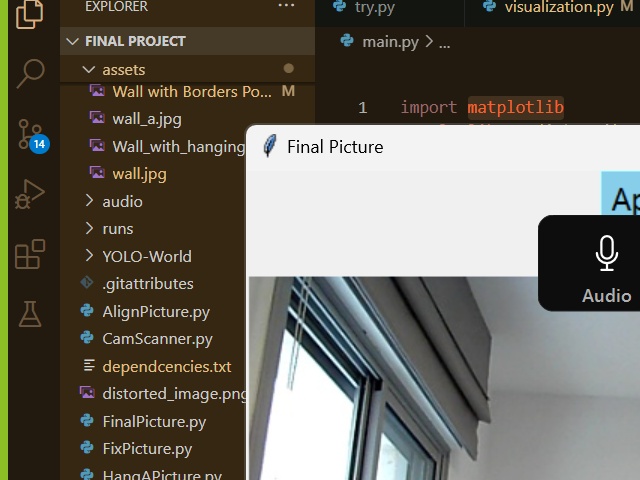 EXPLORER
...
try.py
visualization.py M
FINAL PROJECT
main.py > ...
assets
Wall with Borders Po... M
wall_a.jpg
1 import matplotlib
Wall_with_hanging
Final Picture
14
wall.jpg
audio
Ap
runs
YOLO-World
.gitattributes
Audio
AlignPicture.py
CamScanner.py
dependcencies.txt
distorted_image.png
FinalPicture.py
FixPicture.py
HangAPicture.py